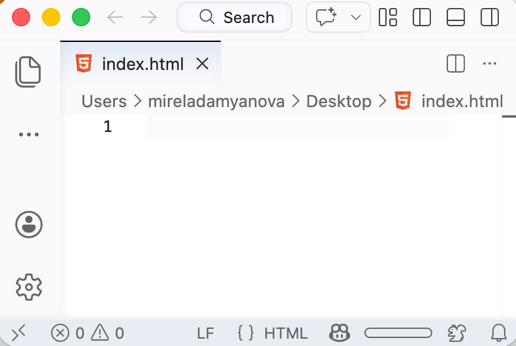 Search
index.html
Users > mireladamyanova > Desktop > index.html
1
0 0 LF {} HTML